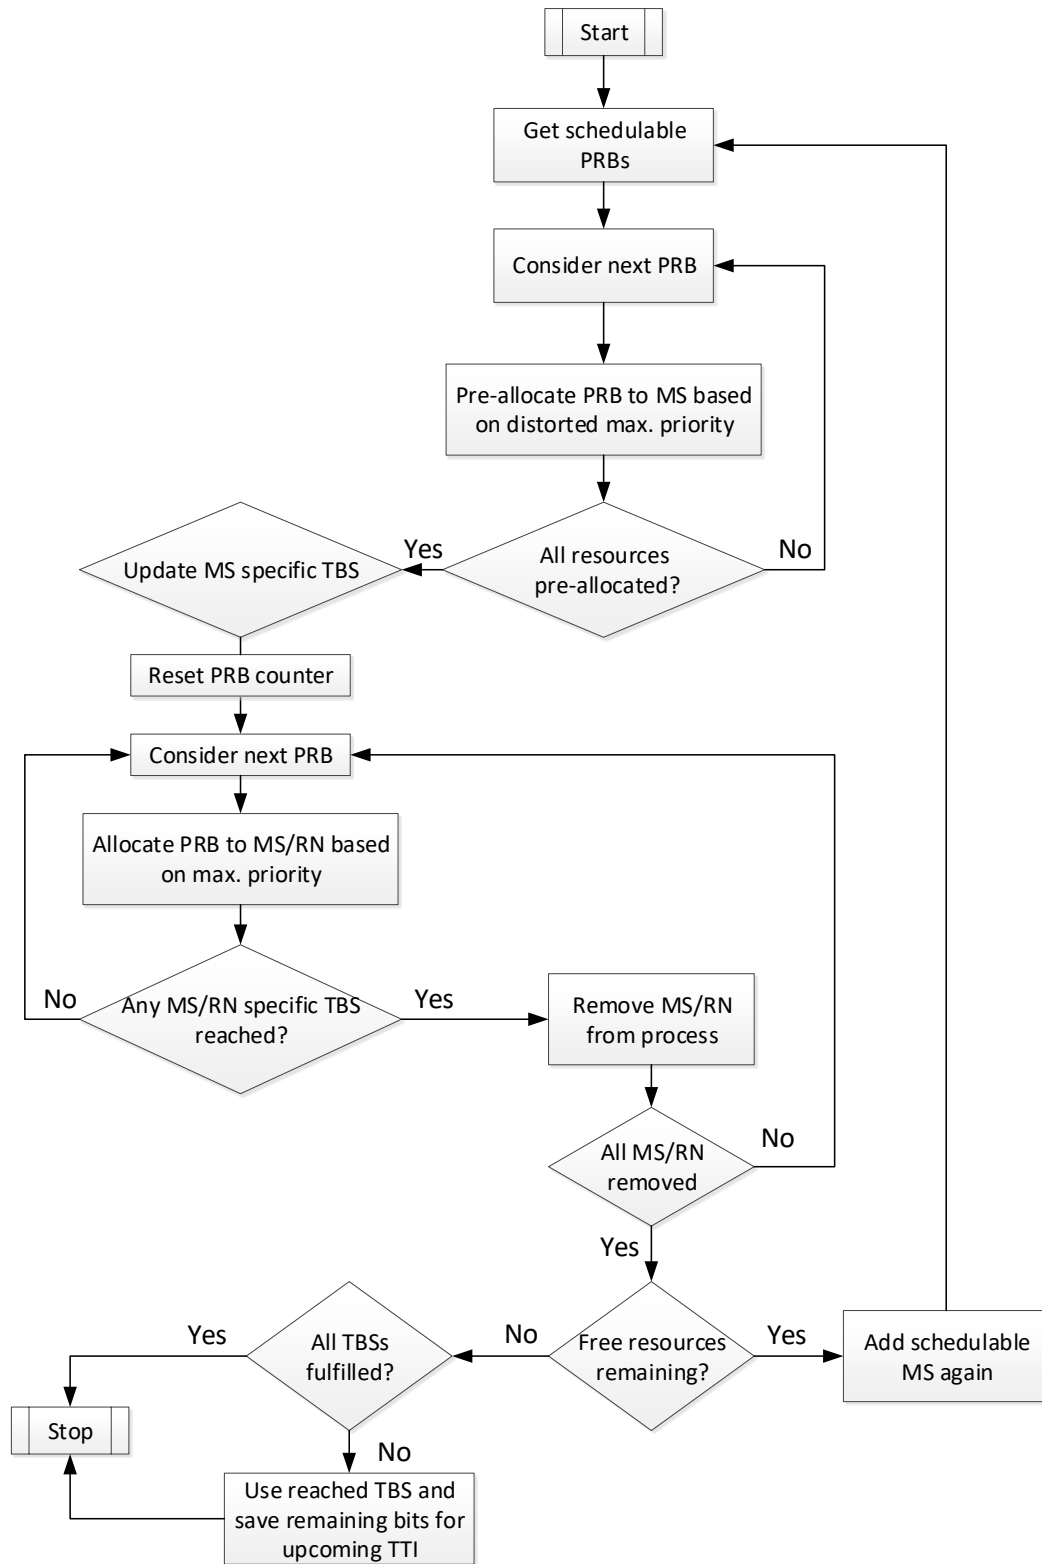 Start
Get schedulable
PRBs
Consider next PRB
Pre-allocate PRB to MS based
on distorted max. priority
All resources
pre-allocated?
No
Yes
Update MS specific TBS
Reset PRB counter
Consider next PRB
Allocate PRB to MS/RN based
on max. priority
Any MS/RN specific TBS
reached?
No
Yes
Remove MS/RN
from process
All MS/RN
removed
No
Yes
Free resources
remaining?
Yes
Add schedulable
MS again
No
All TBSs
fulfilled?
Yes
Stop
No
Use reached TBS and
save remaining bits for
upcoming TTI